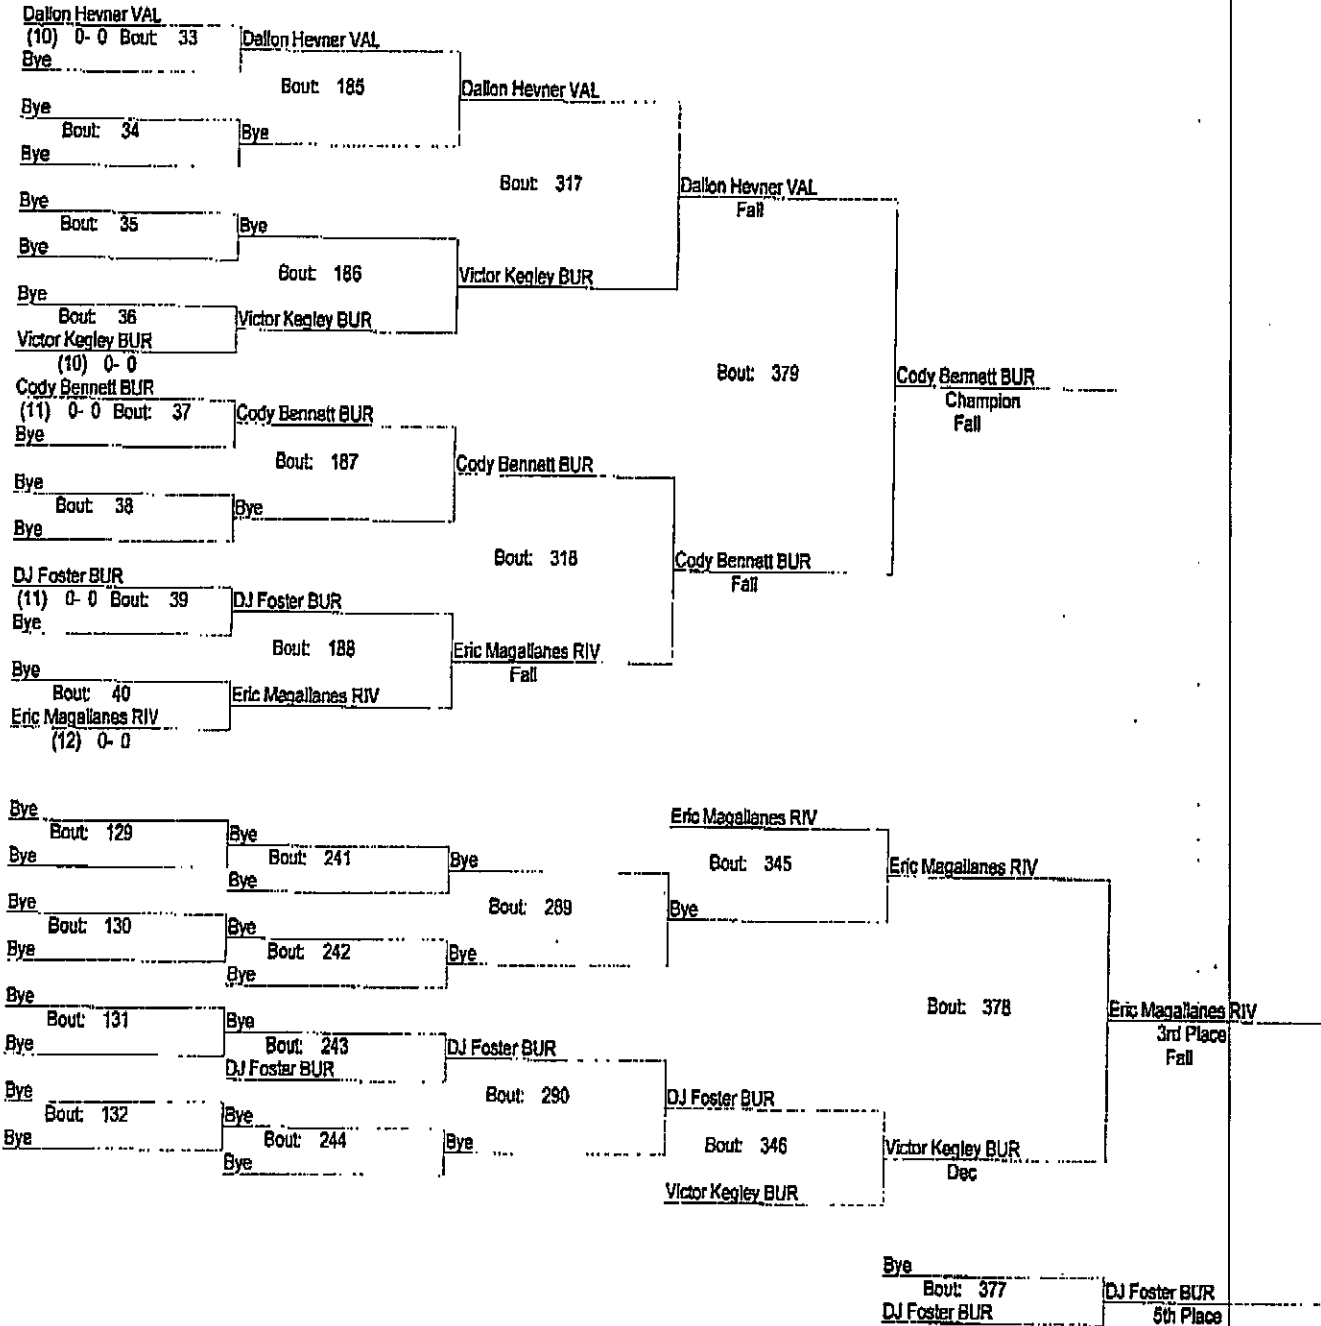 Dallon Hevner VAL
(10) 0- 0 Bout: 33
Dallon Hevner VAL
Bye
Bout: 185
Dallon Hevner VAL
Bye
Bout: 34
Bye
Bye
Bout: 317
Dallon Hevner VAL
Fall
Bye
Bout: 35
Bye
Bye
Bout: 186
Victor Kegley BUR
Bye
Bout: 36
Victor Kegley BUR
Victor Kegley BUR
(10) 0- 0
Bout: 379
Cody Bennett BUR
Champion
Fall
Cody Bennett BUR
(11) 0- 0 Bout: 37
Cody Bennett BUR
Bye
Bout: 187
Cody Bennett BUR
Bye
Bout: 38
Bye
Bye
Bout: 318
Cody Bennett BUR
Fall
DJ Foster BUR
(11) 0- 0 Bout: 39
DJ Foster BUR
Bye
Bout: 188
Eric Magallanes RIV
Fall
Bye
Bout: 40
Eric Magallanes RIV
Eric Magallanes RIV
(12) 0- 0
Bye
Bout: 129
Bye
Bye
Bout: 241
Bye
Bye
Eric Magallanes RIV
Bout: 345
Eric Magallanes RIV
Bye
Bout: 130
Bye
Bye
Bout: 242
Bye
Bye
Bout: 289
Bye
Bye
Bout: 131
Bye
Bye
Bout: 243
DJ Foster BUR
DJ Foster BUR
Bout: 378
Eric Magallanes RIV
3rd Place
Fall
Bye
Bout: 132
Bye
Bye
Bout: 244
Bye
Bye
Bout: 290
DJ Foster BUR
Bout: 346
Victor Kegley BUR
Dec
Victor Kegley BUR
Bye
Bout: 377
DJ Foster BUR
DJ Foster BUR
5th Place